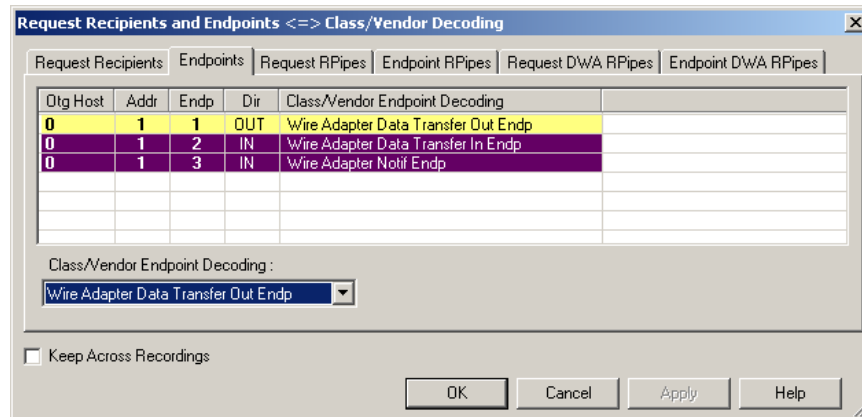 Request Recipients and Endpoints <=> Class/Vendor Decoding
Request Recipients Endpoints Request RPipes Endpoint RPipes Request DWA RPipes Endpoint DWA RPipes
Otg Host Addr Endp Dir Class/Vendor Endpoint Decoding
0 1 1 OUT Wire Adapter Data Transfer Out Endp
0 1 2 IN Wire Adapter Data Transfer In Endp
0 1 3 IN Wire Adapter Notif Endp
Class/Vendor Endpoint Decoding :
Wire Adapter Data Transfer Out Endp
Keep Across Recordings
OK Cancel Apply Help